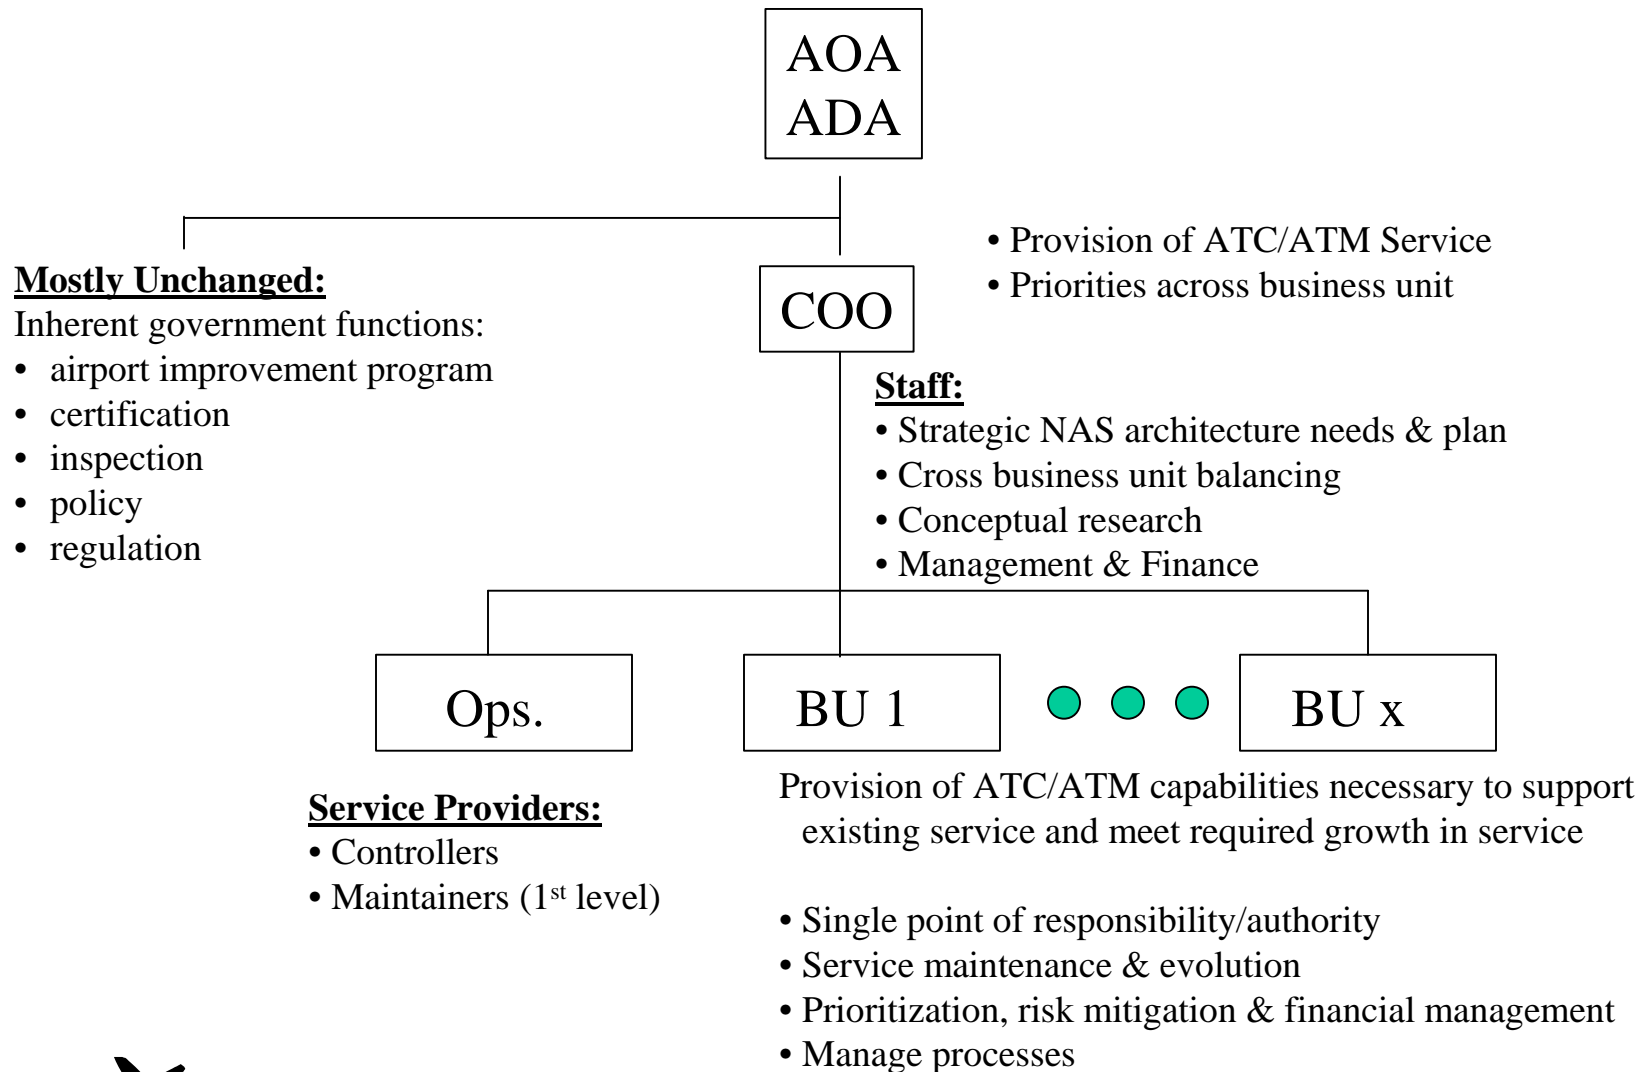 AOA
ADA
• Provision of ATC/ATM Service
• Priorities across business unit
Mostly Unchanged:
Inherent government functions:
• airport improvement program
• certification
• inspection
• policy
• regulation
COO
Staff:
• Strategic NAS architecture needs & plan
• Cross business unit balancing
• Conceptual research
• Management & Finance
Ops.
BU 1
BU x
Service Providers:
• Controllers
• Maintainers (1st level)
Provision of ATC/ATM capabilities necessary to support
existing service and meet required growth in service
• Single point of responsibility/authority
• Service maintenance & evolution
• Prioritization, risk mitigation & financial management
• Manage processes